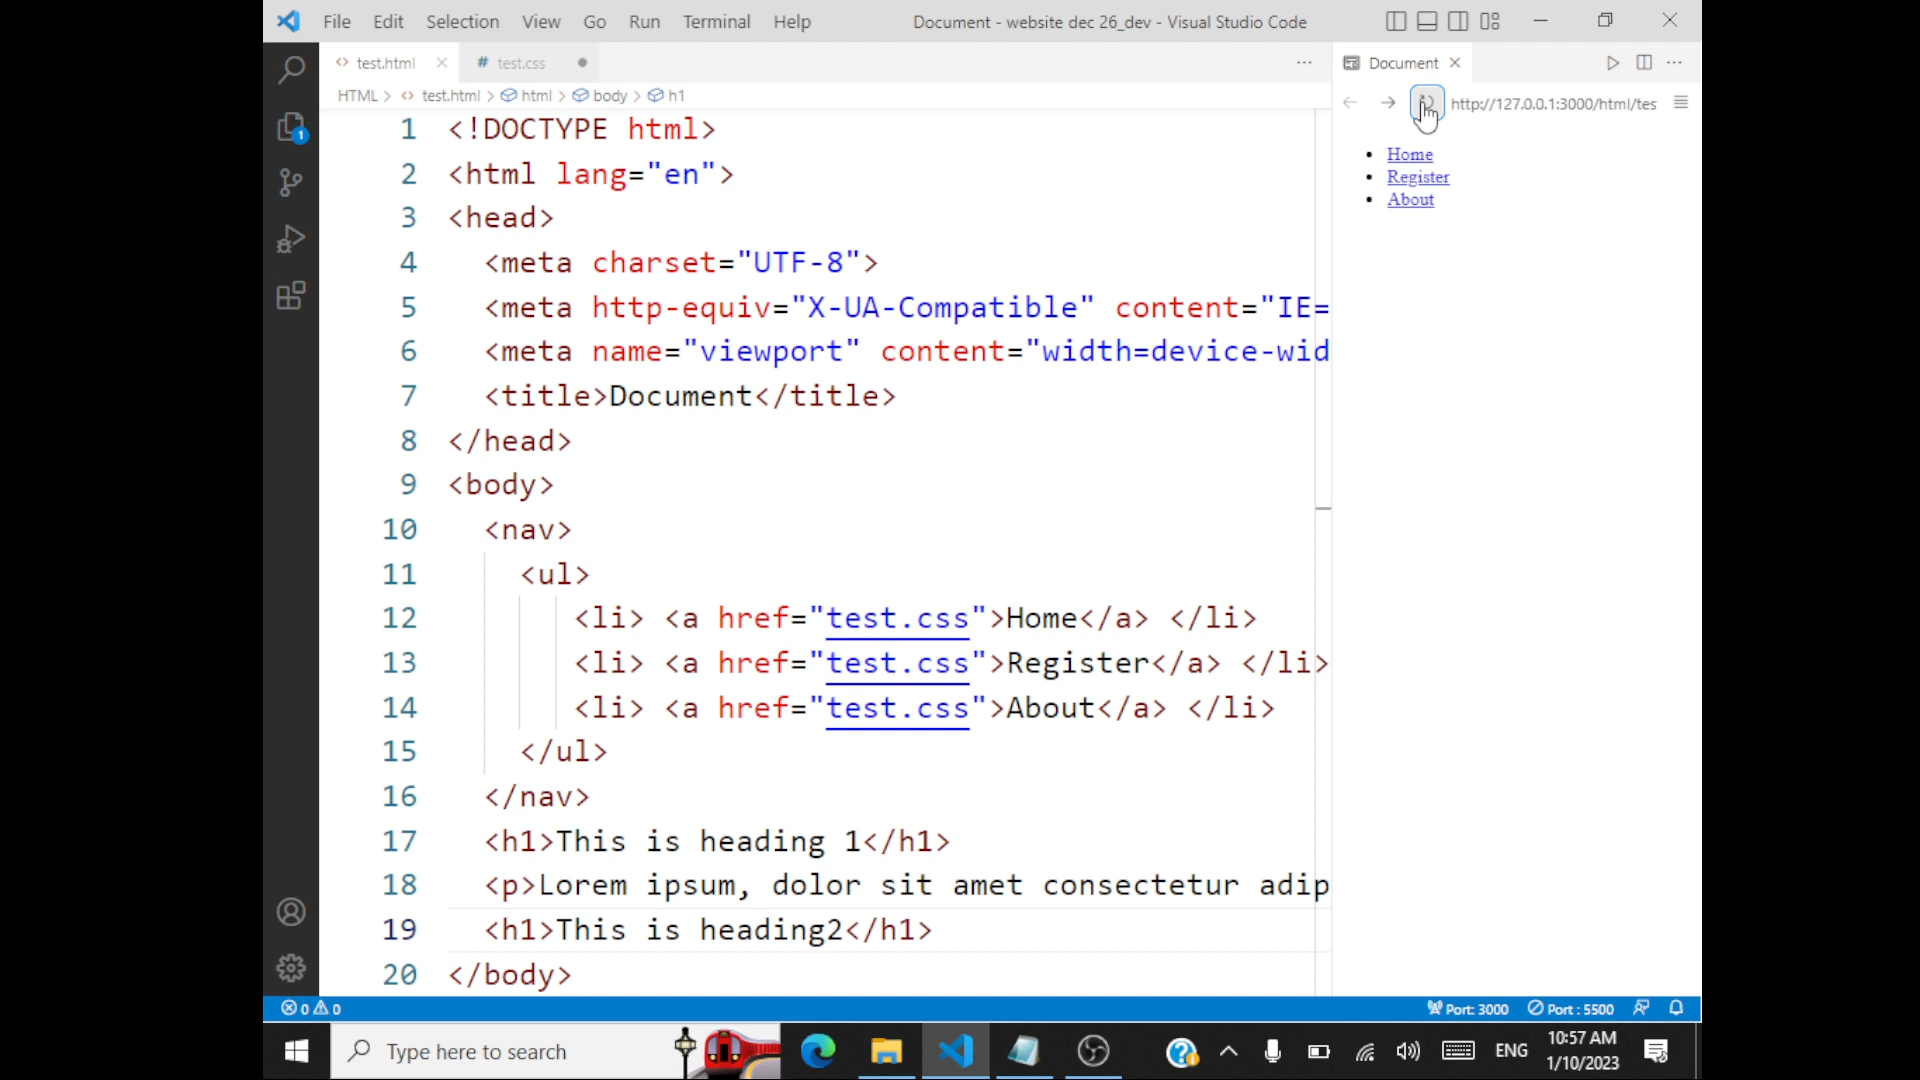 File Edit Selection View Go Run Terminal Help Document - website dec 26_dev - Visual Studio Code
test.html # test.css
Document
HTML > test.html > html > body > h1
http://127.0.0.1:3000/html/tes
1 <!DOCTYPE html>
2 <html lang="en">
3 <head>
4 <meta charset="UTF-8">
5 <meta http-equiv="X-UA-Compatible" content="IE=
6 <meta name="viewport" content="width=device-wid
7 <title>Document</title>
8 </head>
9 <body>
10 <nav>
11 <ul>
12 <li> <a href="test.css">Home</a> </li>
13 <li> <a href="test.css">Register</a> </li>
14 <li> <a href="test.css">About</a> </li>
15 </ul>
16 </nav>
17 <h1>This is heading 1</h1>
18 <p>Lorem ipsum, dolor sit amet consectetur adip
19 <h1>This is heading2</h1>
20 </body>
• Home
• Register
• About
1
0 0
Port: 3000 Port : 5500
Type here to search
ENG
10:57 AM
1/10/2023